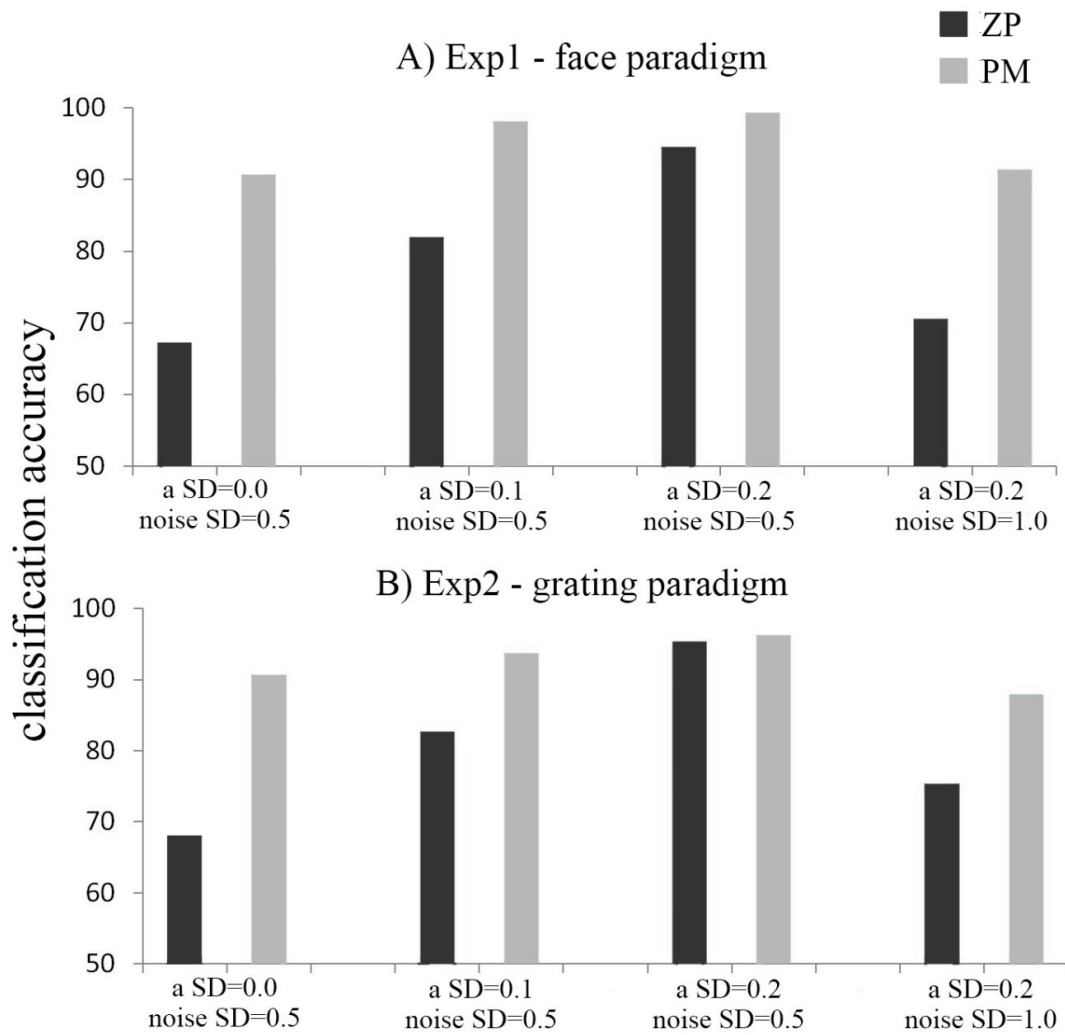 ZP
PM
A) Exp1 - face paradigm
classification accuracy
100
90
80
70
60
50
a SD=0.0
noise SD=0.5
a SD=0.1
noise SD=0.5
a SD=0.2
noise SD=0.5
a SD=0.2
noise SD=1.0
B) Exp2 - grating paradigm
100
90
80
70
60
50
a SD=0.0
noise SD=0.5
a SD=0.1
noise SD=0.5
a SD=0.2
noise SD=0.5
a SD=0.2
noise SD=1.0